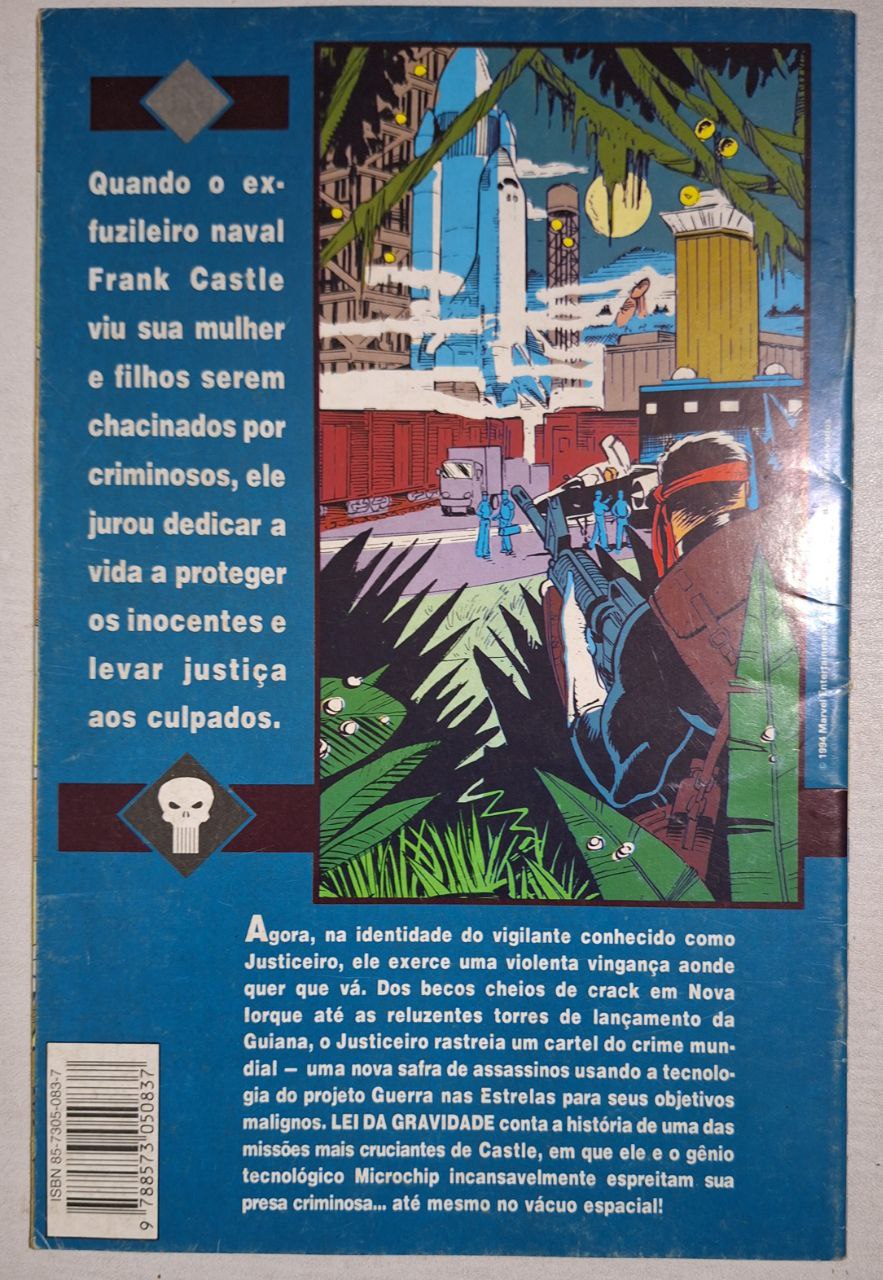 Quando o ex-
fuzileiro naval
Frank Castle
viu sua mulher
e filhos serem
chacinados por
criminosos, ele
jurou dedicar a
vida a proteger
os inocentes e
levar justiça
aos culpados.
© 1994 Marvel Entertainment
Agora, na identidade do vigilante conhecido como
Justiceiro, ele exerce uma violenta vingança aonde
quer que vá. Dos becos cheios de crack em Nova
Iorque até as reluzentes torres de lançamento da
Guiana, o Justiceiro rastreia um cartel do crime mun-
dial — uma nova safra de assassinos usando a tecnolo-
gia do projeto Guerra nas Estrelas para seus objetivos
malignos. LEI DA GRAVIDADE conta a história de uma das
missões mais cruciantes de Castle, em que ele e o gênio
tecnológico Microchip incansavelmente espreitam sua
presa criminosa... até mesmo no vácuo espacial!
ISBN 85-7305-083-7
9 788573 050837